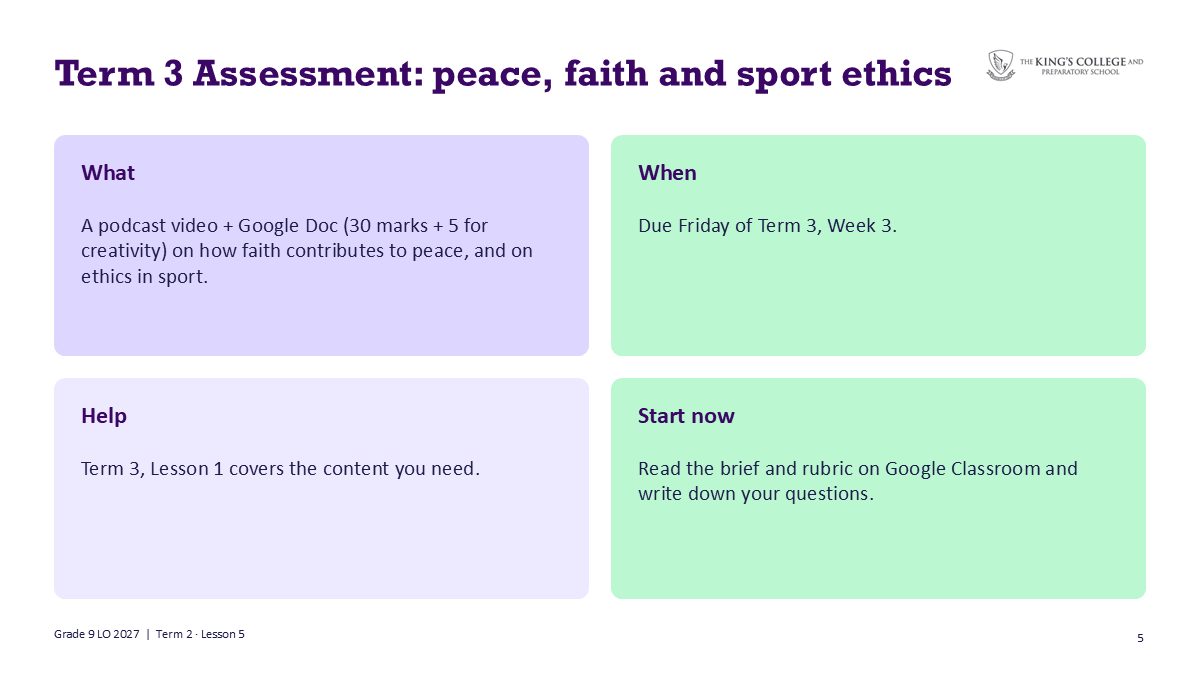 Term 3 Assessment: peace, faith and sport ethics
THE KING'S COLLEGE AND
PREPARATORY SCHOOL
What
A podcast video + Google Doc (30 marks + 5 for
creativity) on how faith contributes to peace, and on
ethics in sport.
When
Due Friday of Term 3, Week 3.
Help
Term 3, Lesson 1 covers the content you need.
Start now
Read the brief and rubric on Google Classroom and
write down your questions.
Grade 9 LO 2027 | Term 2 · Lesson 5
5